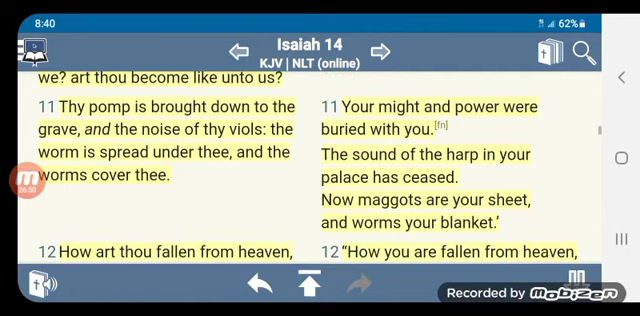 8:40
62%
Isaiah 14
KJV | NLT (online)
we? art thou become like unto us?
11 Thy pomp is brought down to the
grave, and the noise of thy viols: the
worm is spread under thee, and the
worms cover thee.
12 How art thou fallen from heaven,
11 Your might and power were
buried with you.[fn]
The sound of the harp in your
palace has ceased.
Now maggots are your sheet,
and worms your blanket.’
12 “How you are fallen from heaven,
26:50
Recorded by mobizen